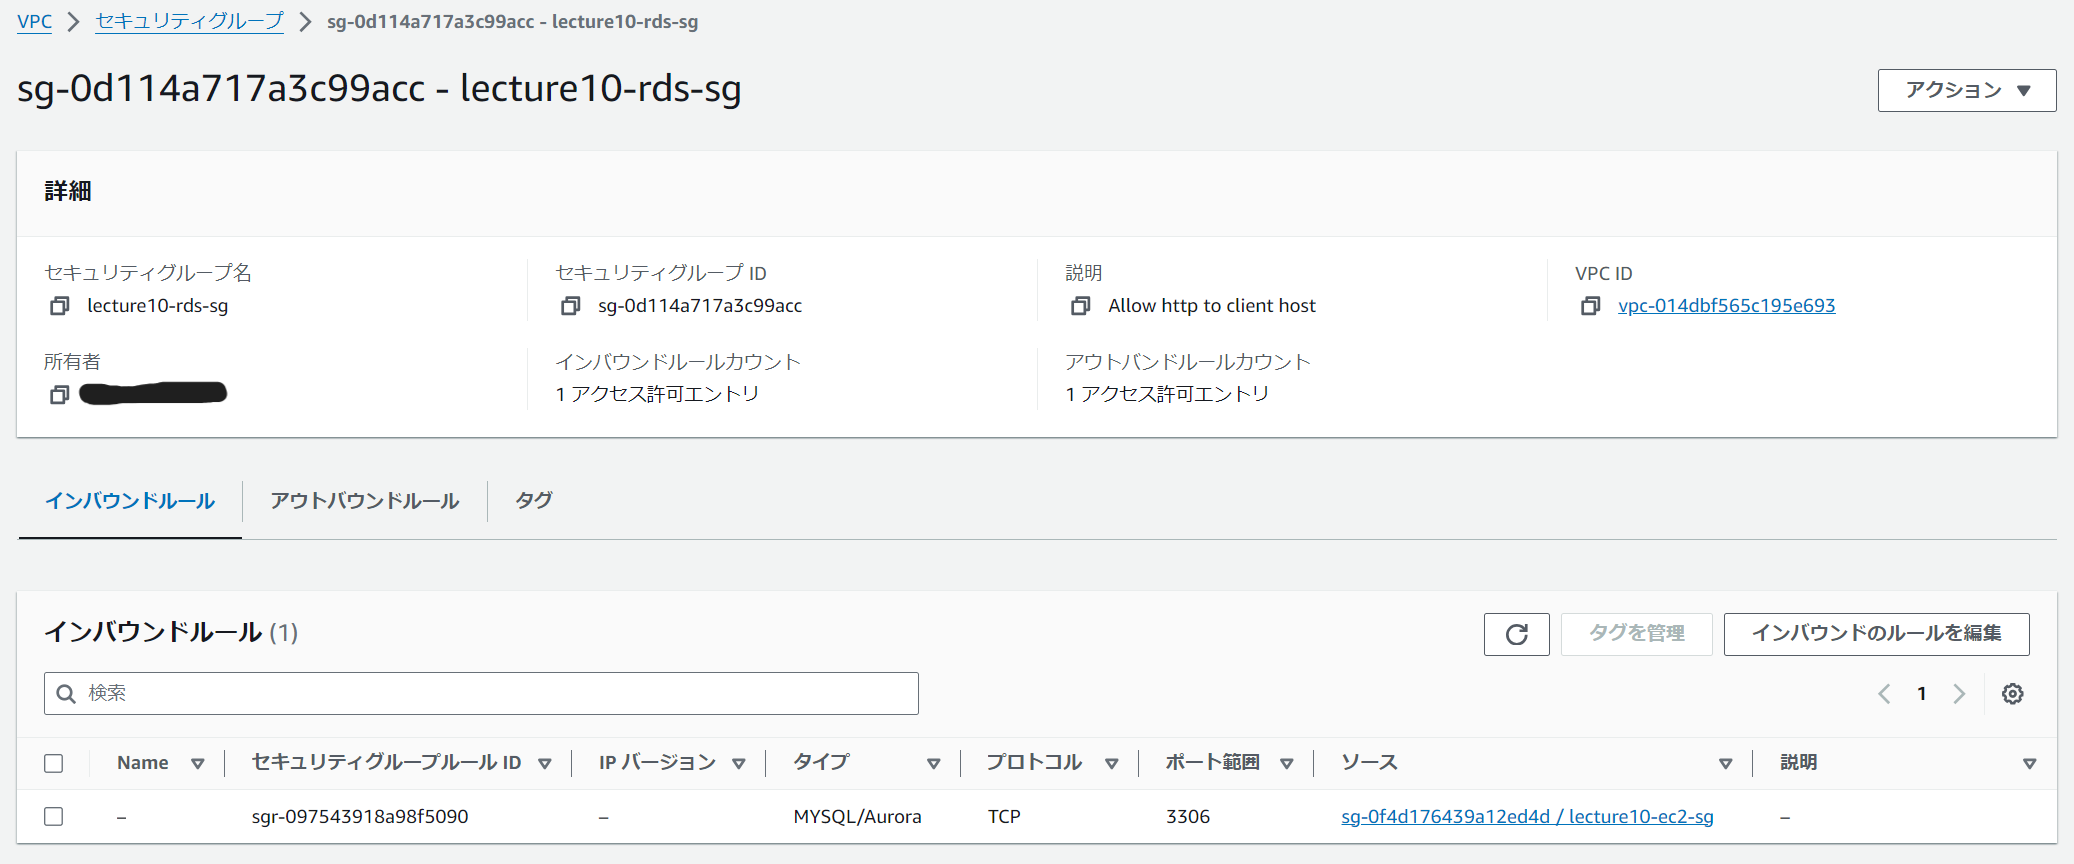 VPC > セキュリティグループ > sg-0d114a717a3c99acc - lecture10-rds-sg
sg-0d114a717a3c99acc - lecture10-rds-sg
アクション
詳細
セキュリティグループ名 セキュリティグループ ID 説明 VPC ID
lecture10-rds-sg sg-0d114a717a3c99acc Allow http to client host vpc-014dbf565c195e693
所有者 インバウンドルールカウント アウトバンドルールカウント
1 アクセス許可エントリ 1 アクセス許可エントリ
インバウンドルール アウトバウンドルール タグ
インバウンドルール (1)
タグを管理 インバウンドのルールを編集
検索
1
Name セキュリティグループルール ID IP バージョン タイプ プロトコル ポート範囲 ソース 説明
– sgr-097543918a98f5090 – MYSQL/Aurora TCP 3306 sg-0f4d176439a12ed4d / lecture10-ec2-sg –